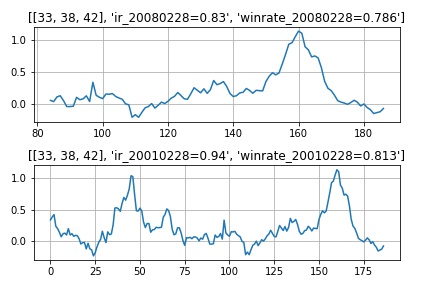 [[33, 38, 42], 'ir_20080228=0.83', 'winrate_20080228=0.786']
1.0
0.5
0.0
80 100 120 140 160 180
[[33, 38, 42], 'ir_20010228=0.94', 'winrate_20010228=0.813']
1.0
0.5
0.0
0 25 50 75 100 125 150 175